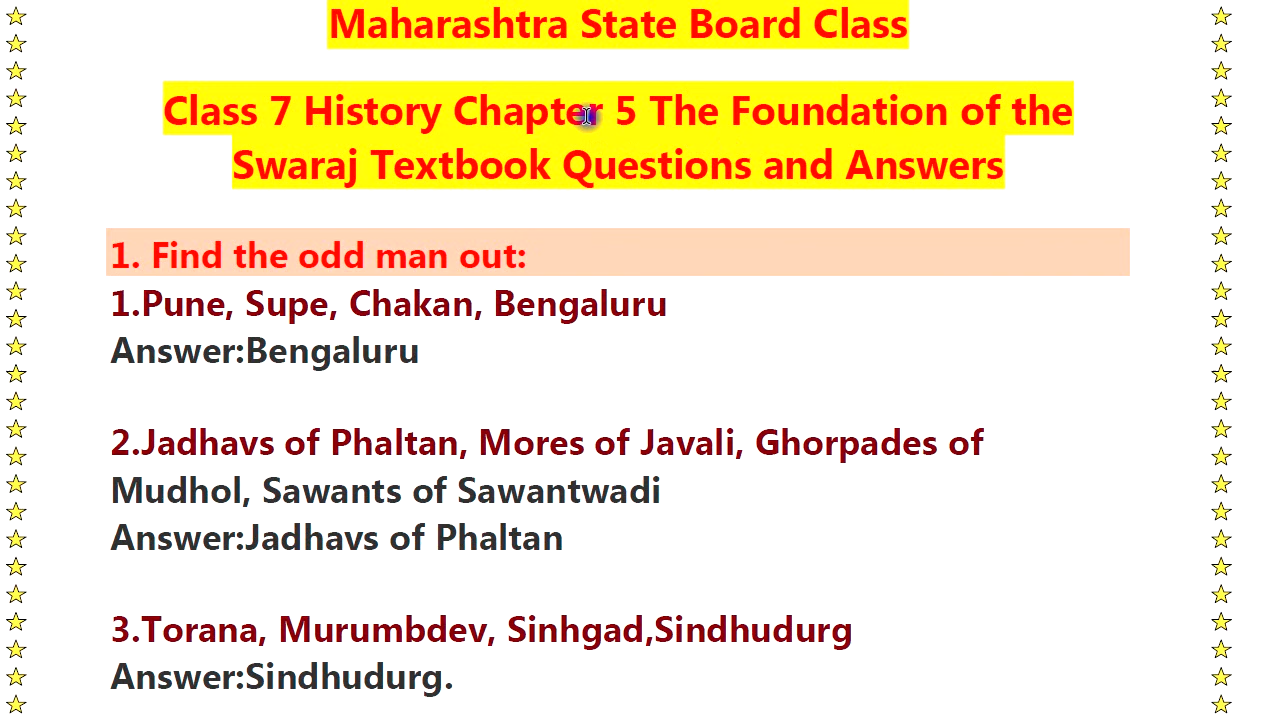 Maharashtra State Board Class
Class 7 History Chapter 5 The Foundation of the
Swaraj Textbook Questions and Answers
1. Find the odd man out:
1.Pune, Supe, Chakan, Bengaluru
Answer:Bengaluru
2.Jadhavs of Phaltan, Mores of Javali, Ghorpades of
Mudhol, Sawants of Sawantwadi
Answer:Jadhavs of Phaltan
3.Torana, Murumbdev, Sinhgad,Sindhudurg
Answer:Sindhudurg.